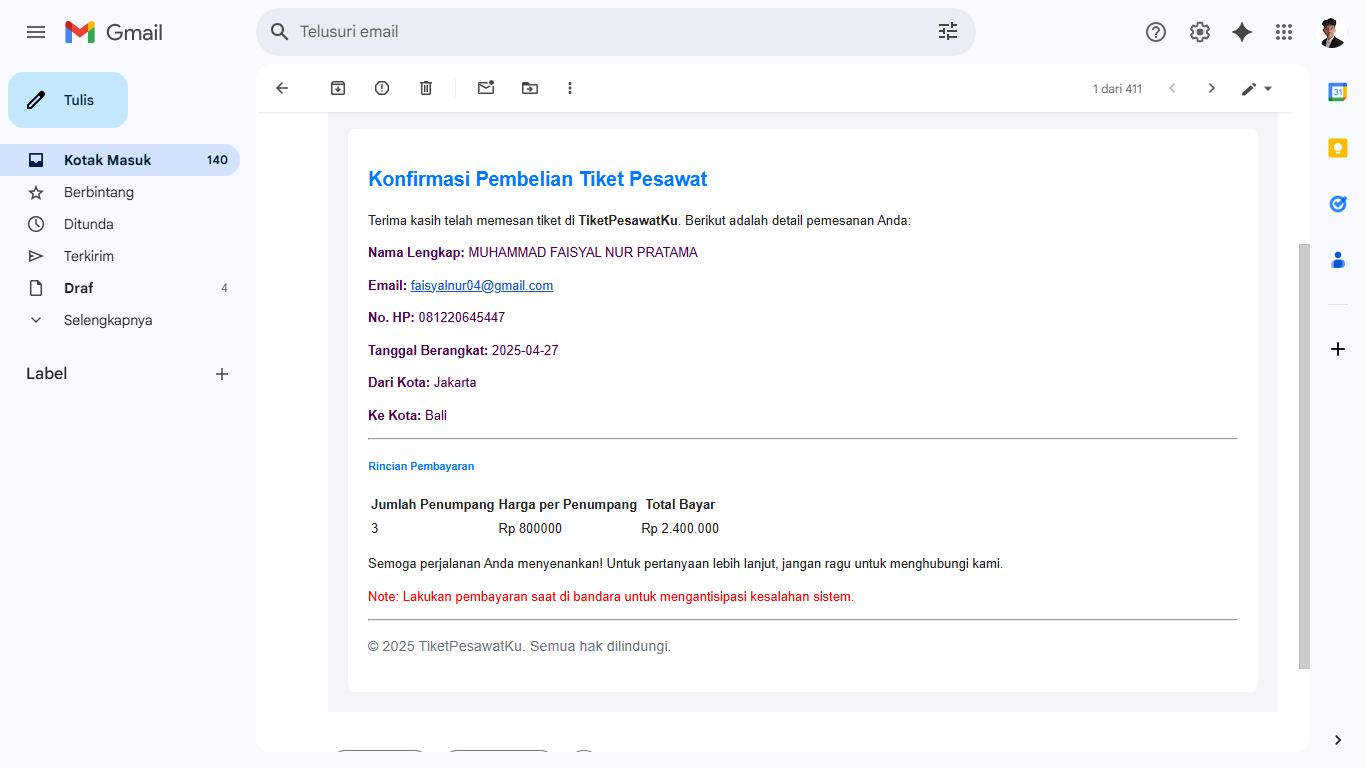 Gmail
Telusuri email
Tulis
1 dari 411
31
Kotak Masuk 140
Berbintang
Ditunda
Terkirim
Draf 4
Selengkapnya
Label
Konfirmasi Pembelian Tiket Pesawat
Terima kasih telah memesan tiket di TiketPesawatKu. Berikut adalah detail pemesanan Anda:
Nama Lengkap: MUHAMMAD FAISYAL NUR PRATAMA
Email: faisyalnur04@gmail.com
No. HP: 081220645447
Tanggal Berangkat: 2025-04-27
Dari Kota: Jakarta
Ke Kota: Bali
Rincian Pembayaran
Jumlah Penumpang Harga per Penumpang Total Bayar
3 Rp 800000 Rp 2.400.000
Semoga perjalanan Anda menyenankan! Untuk pertanyaan lebih lanjut, jangan ragu untuk menghubungi kami.
Note: Lakukan pembayaran saat di bandara untuk mengantisipasi kesalahan sistem.
© 2025 TiketPesawatKu. Semua hak dilindungi.